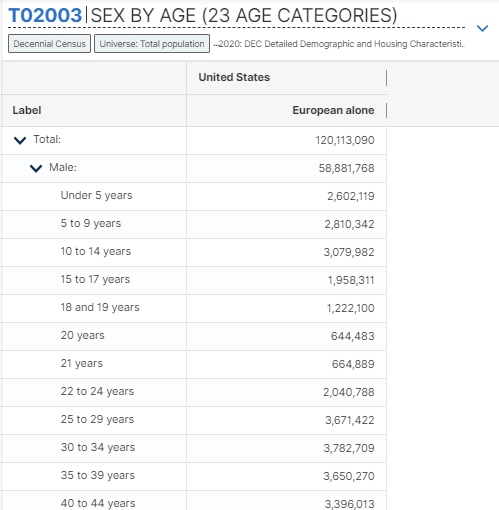 T02003 | SEX BY AGE (23 AGE CATEGORIES)
Decennial Census Universe: Total population ...2020: DEC Detailed Demographic and Housing Characteristi..
United States
Label European alone
Total: 120,113,090
Male: 58,881,768
Under 5 years 2,602,119
5 to 9 years 2,810,342
10 to 14 years 3,079,982
15 to 17 years 1,958,311
18 and 19 years 1,222,100
20 years 644,483
21 years 664,889
22 to 24 years 2,040,788
25 to 29 years 3,671,422
30 to 34 years 3,782,709
35 to 39 years 3,650,270
40 to 44 years 3,396,013